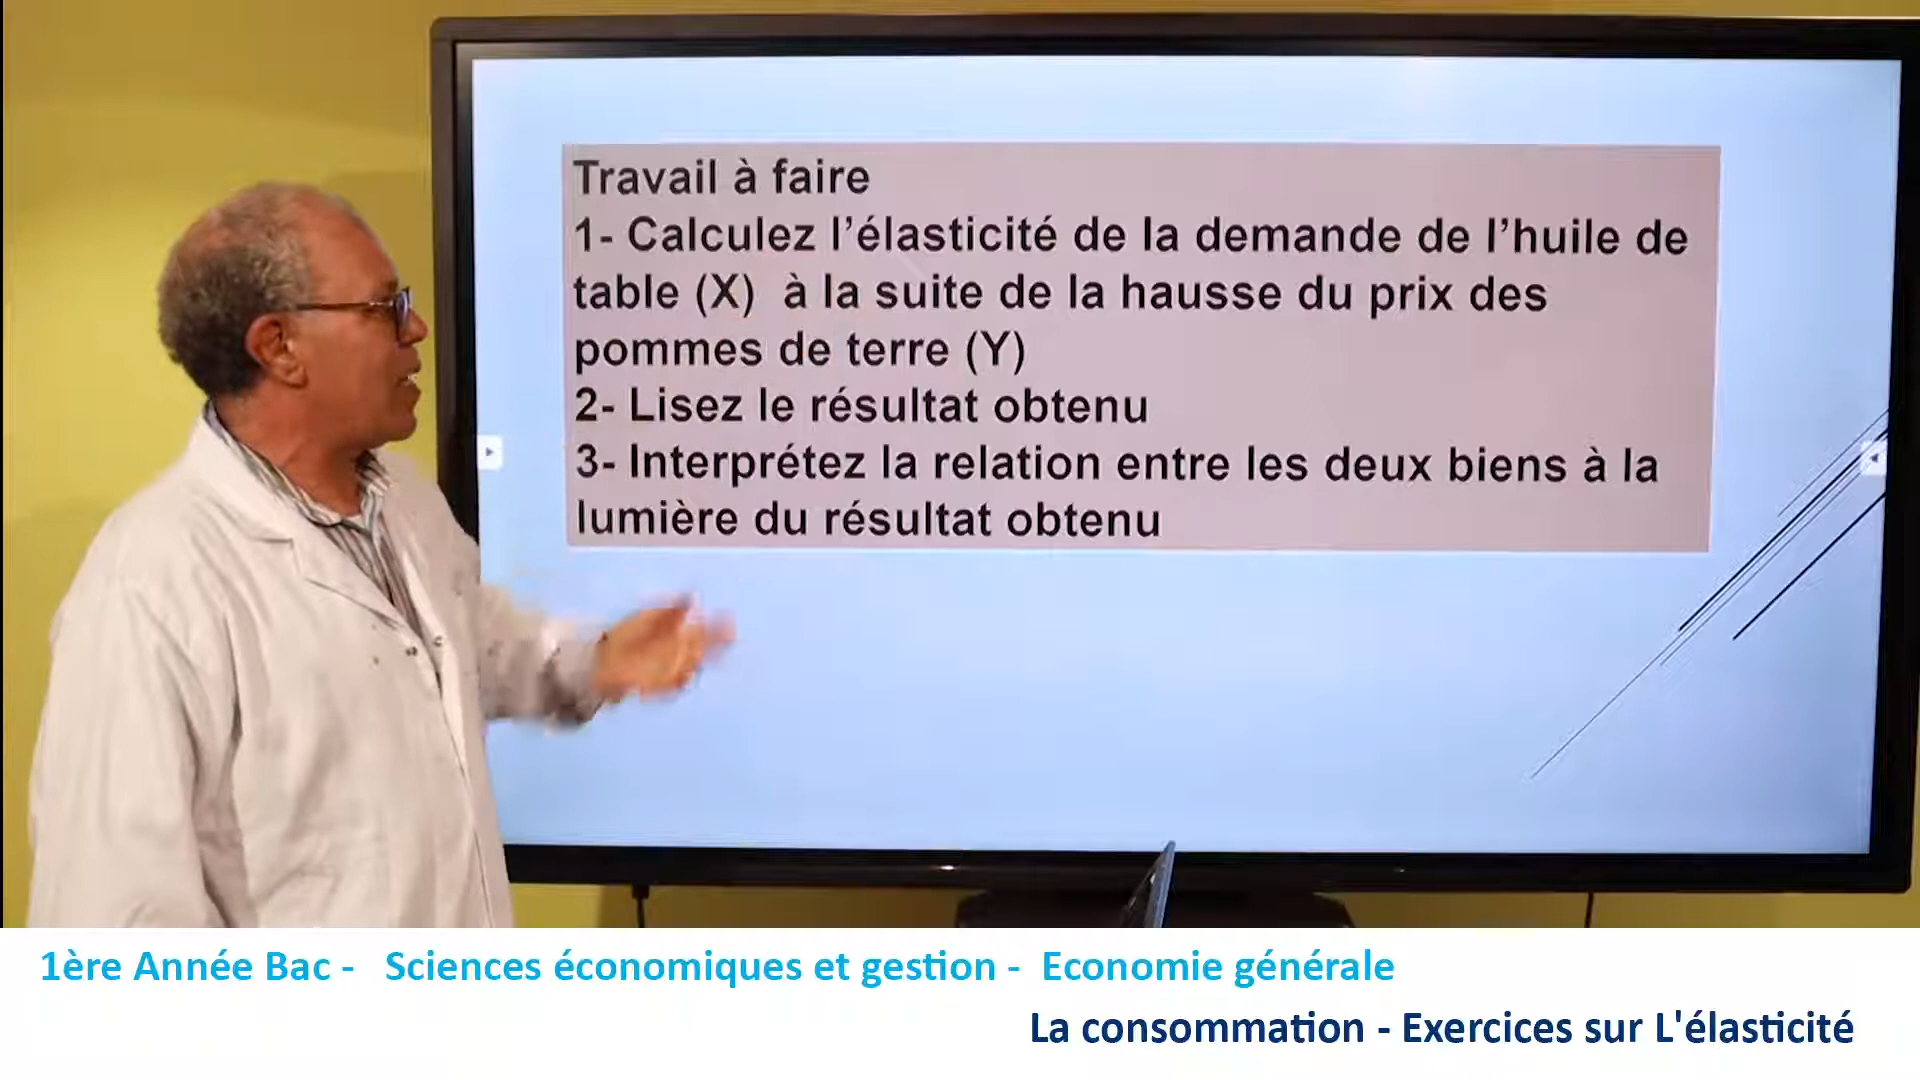 Travail à faire
1- Calculez l’élasticité de la demande de l’huile de
table (X)  à la suite de la hausse du prix des
pommes de terre (Y)
2- Lisez le résultat obtenu
3- Interprétez la relation entre les deux biens à la
lumière du résultat obtenu
1ère Année Bac -   Sciences économiques et gestion -  Economie générale
La consommation - Exercices sur L'élasticité